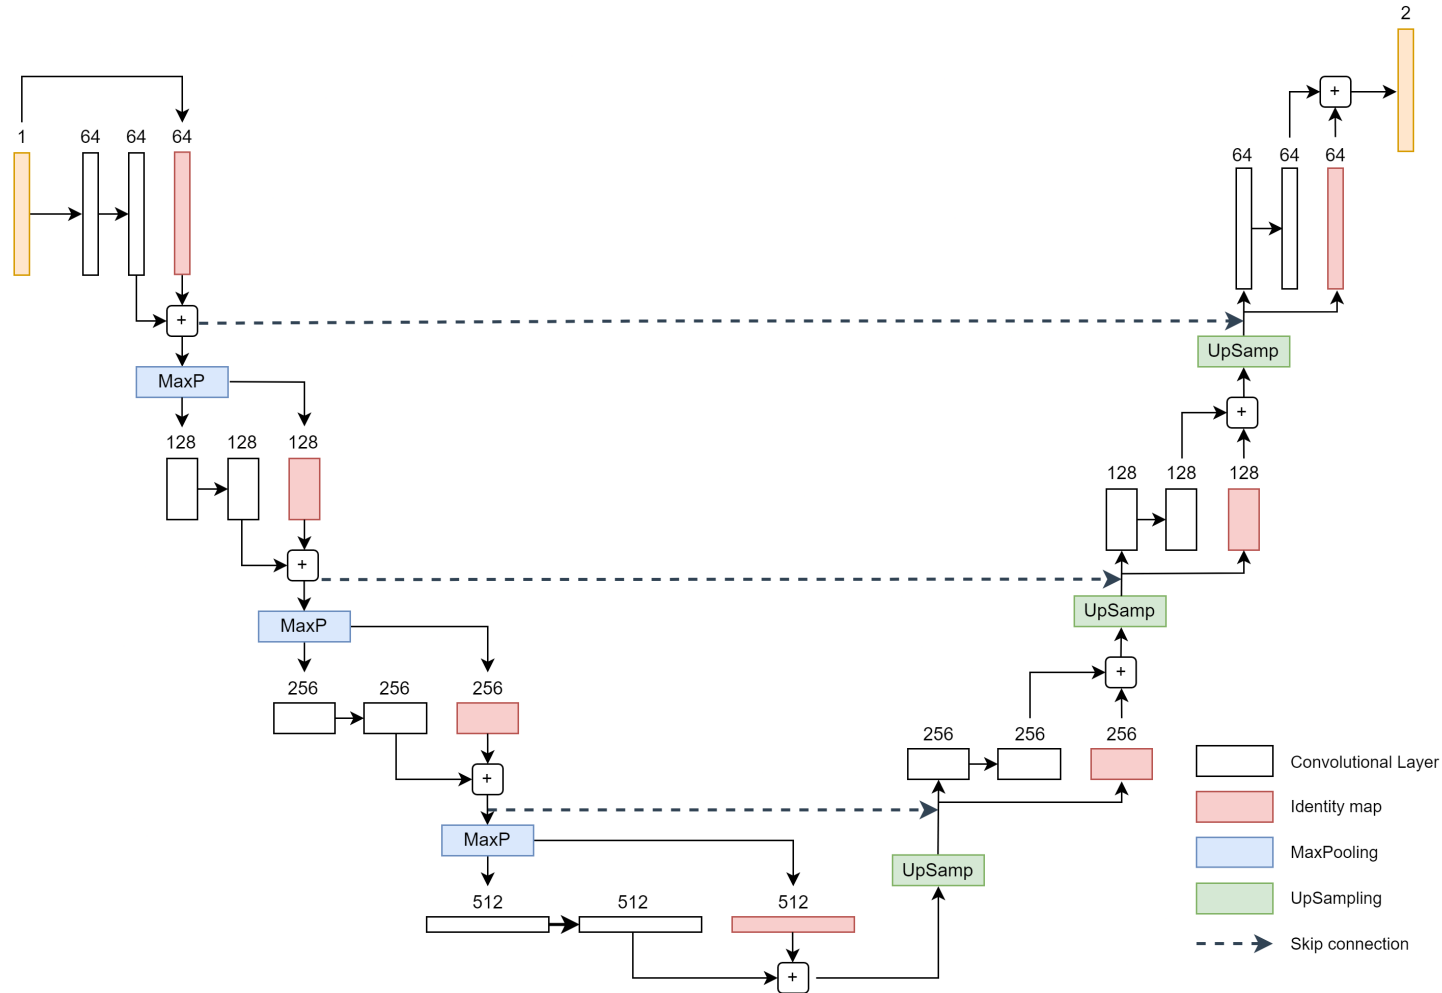 2
1 64 64 64
64 64 64
+
+
UpSamp
MaxP
+
128 128 128
128 128 128
+
UpSamp
MaxP
+
256 256 256
256 256 256
+
MaxP
UpSamp
512 512 512
+
Convolutional Layer
Identity map
MaxPooling
UpSampling
Skip connection